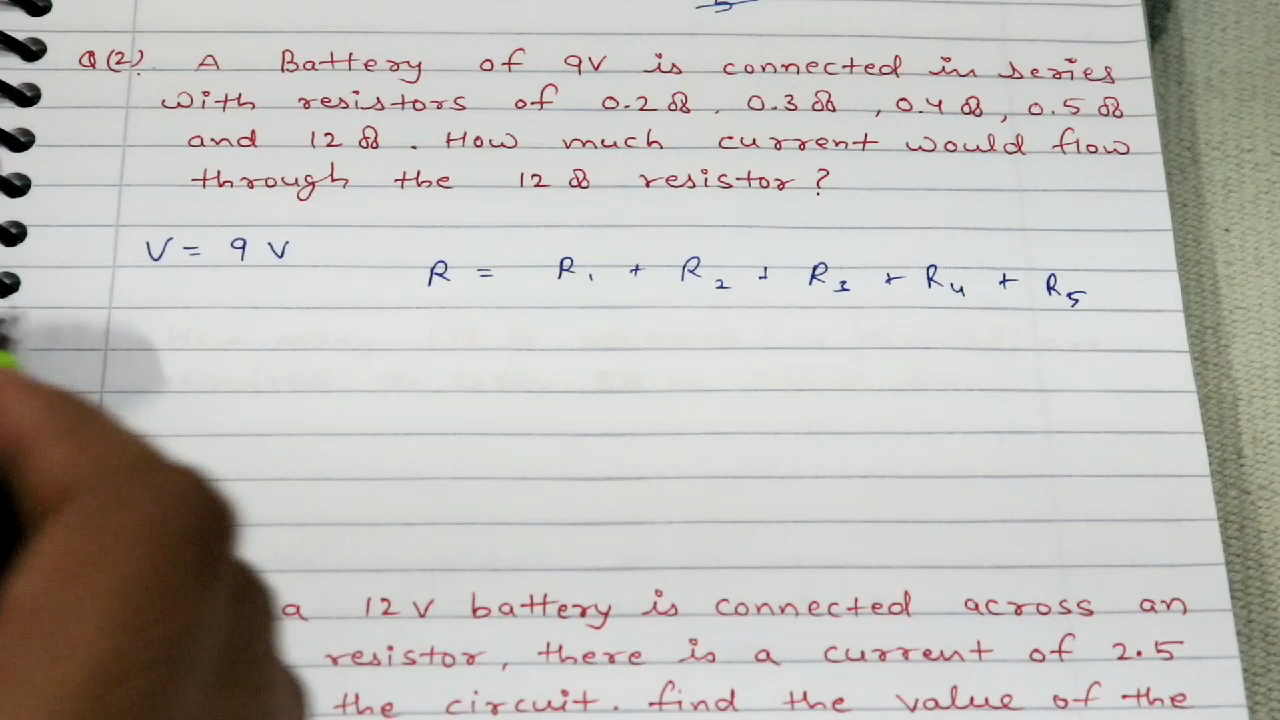 Q(2). A Battery of 9V is connected in series
with resistors of 0.2 Ω, 0.3 Ω, 0.4 Ω, 0.5 Ω
and 12 Ω. How much current would flow
through the 12 Ω resistor?
V = 9 V
R = R1 + R2 + R3 + R4 + R5
a 12 V battery is connected across an
resistor, there is a current of 2.5
the circuit. find the value of the